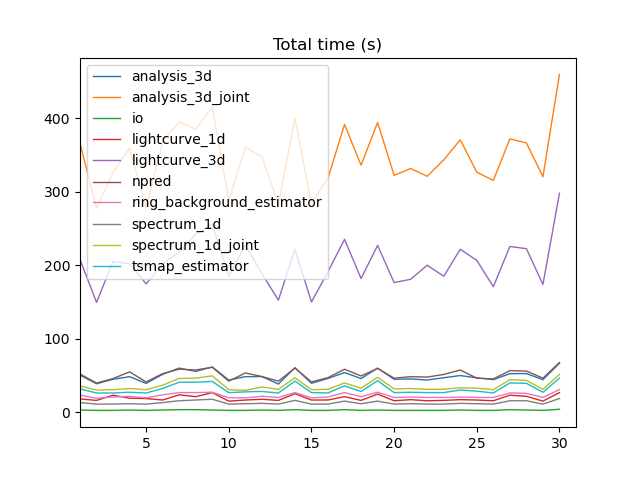 Total time (s)
400
300
200
100
0
analysis_3d
analysis_3d_joint
io
lightcurve_1d
lightcurve_3d
npred
ring_background_estimator
spectrum_1d
spectrum_1d_joint
tsmap_estimator
5 10 15 20 25 30